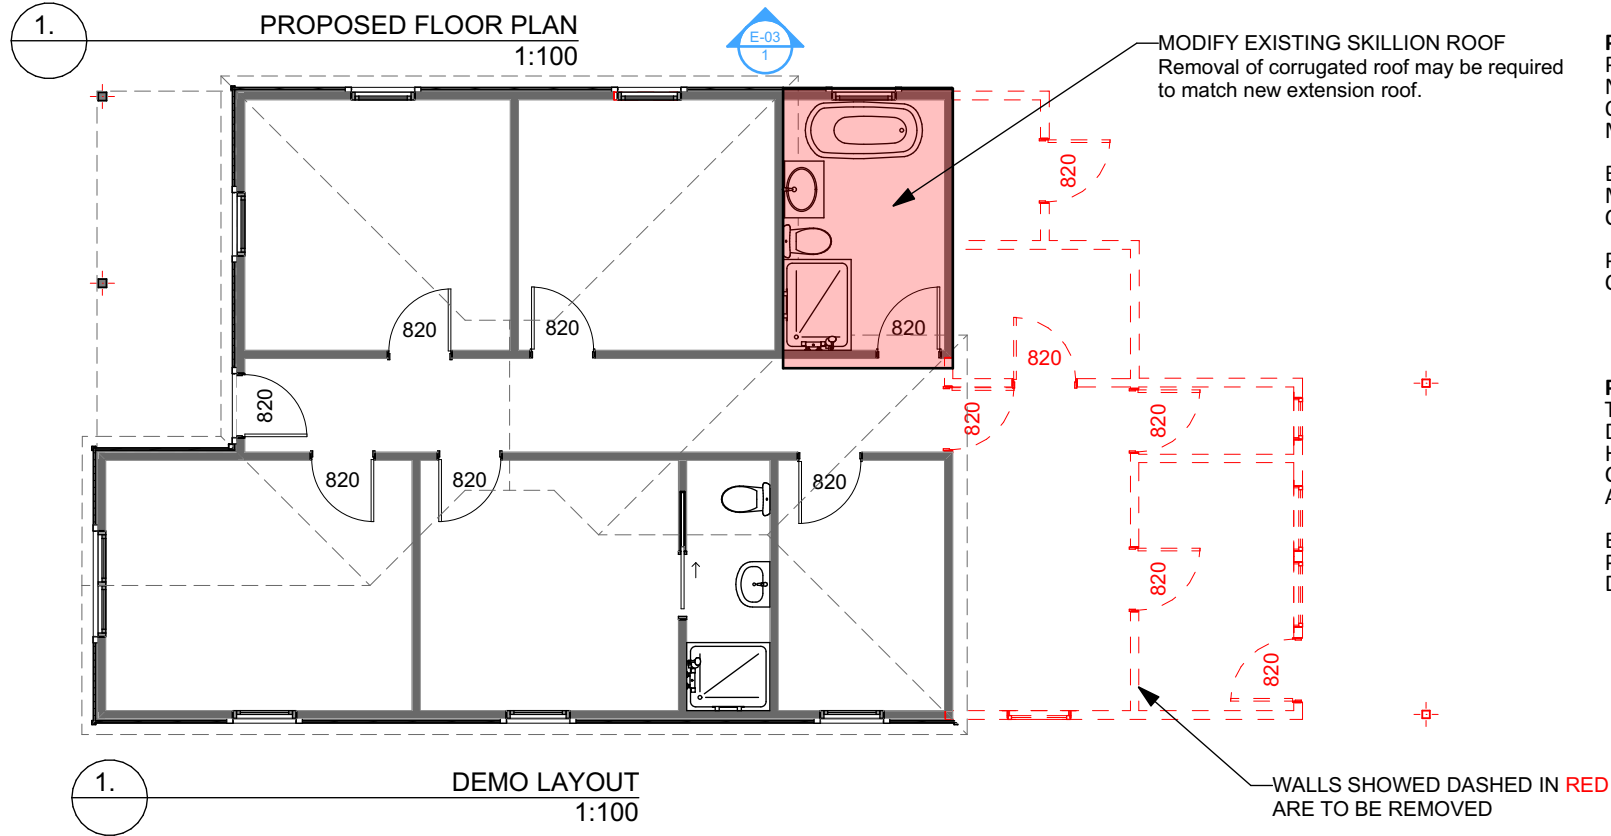 1.
PROPOSED FLOOR PLAN
1:100
E-03
1
MODIFY EXISTING SKILLION ROOF
Removal of corrugated roof may be required
to match new extension roof.
820
820
820
820
820
820
820
820
820
820
820
820
820
820
1.
DEMO LAYOUT
1:100
WALLS SHOWED DASHED IN RED
ARE TO BE REMOVED